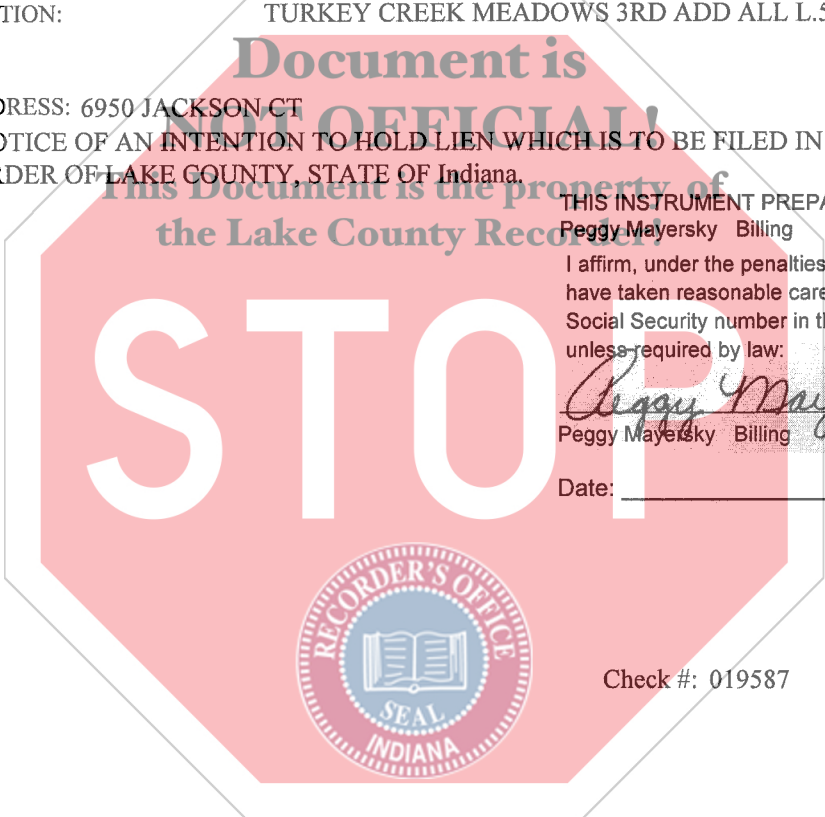 TION: TURKEY CREEK MEADOWS 3RD ADD ALL L.5
Document is
DRESS: 6950 JACKSON CT
NOT OFFICIAL!
OTICE OF AN INTENTION TO HOLD LIEN WHICH IS TO BE FILED IN
RDER OF LAKE COUNTY, STATE OF Indiana.
This Document is the property of
the Lake County Recorder!
THIS INSTRUMENT PREPA
Peggy Mayersky Billing
I affirm, under the penalties
have taken reasonable care
Social Security number in th
unless required by law:
Peggy May
Peggy Mayersky Billing
Date:
STOP
RECORDER'S OFFICE
SEAL
INDIANA
Check #: 019587